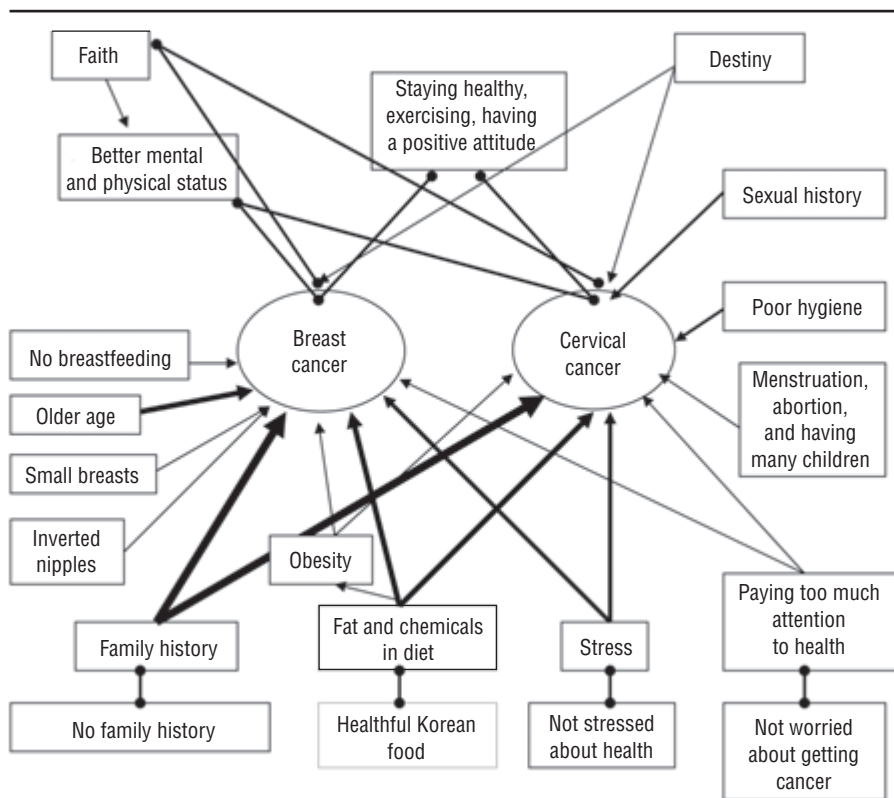 Faith
Destiny
Staying healthy,
exercising, having
a positive attitude
Better mental
and physical status
Sexual history
Poor hygiene
Breast
cancer
Cervical
cancer
No breastfeeding
Older age
Menstruation,
abortion,
and having
many children
Small breasts
Inverted
nipples
Obesity
Family history
Fat and chemicals
in diet
Stress
Paying too much
attention
to health
No family history
Healthful Korean
food
Not stressed
about health
Not worried
about getting
cancer